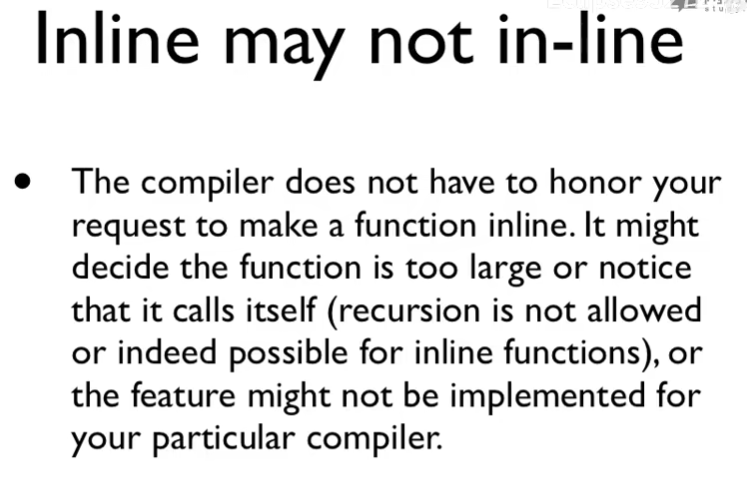 Inline may not in-line
• The compiler does not have to honor your
request to make a function inline. It might
decide the function is too large or notice
that it calls itself (recursion is not allowed
or indeed possible for inline functions), or
the feature might not be implemented for
your particular compiler.